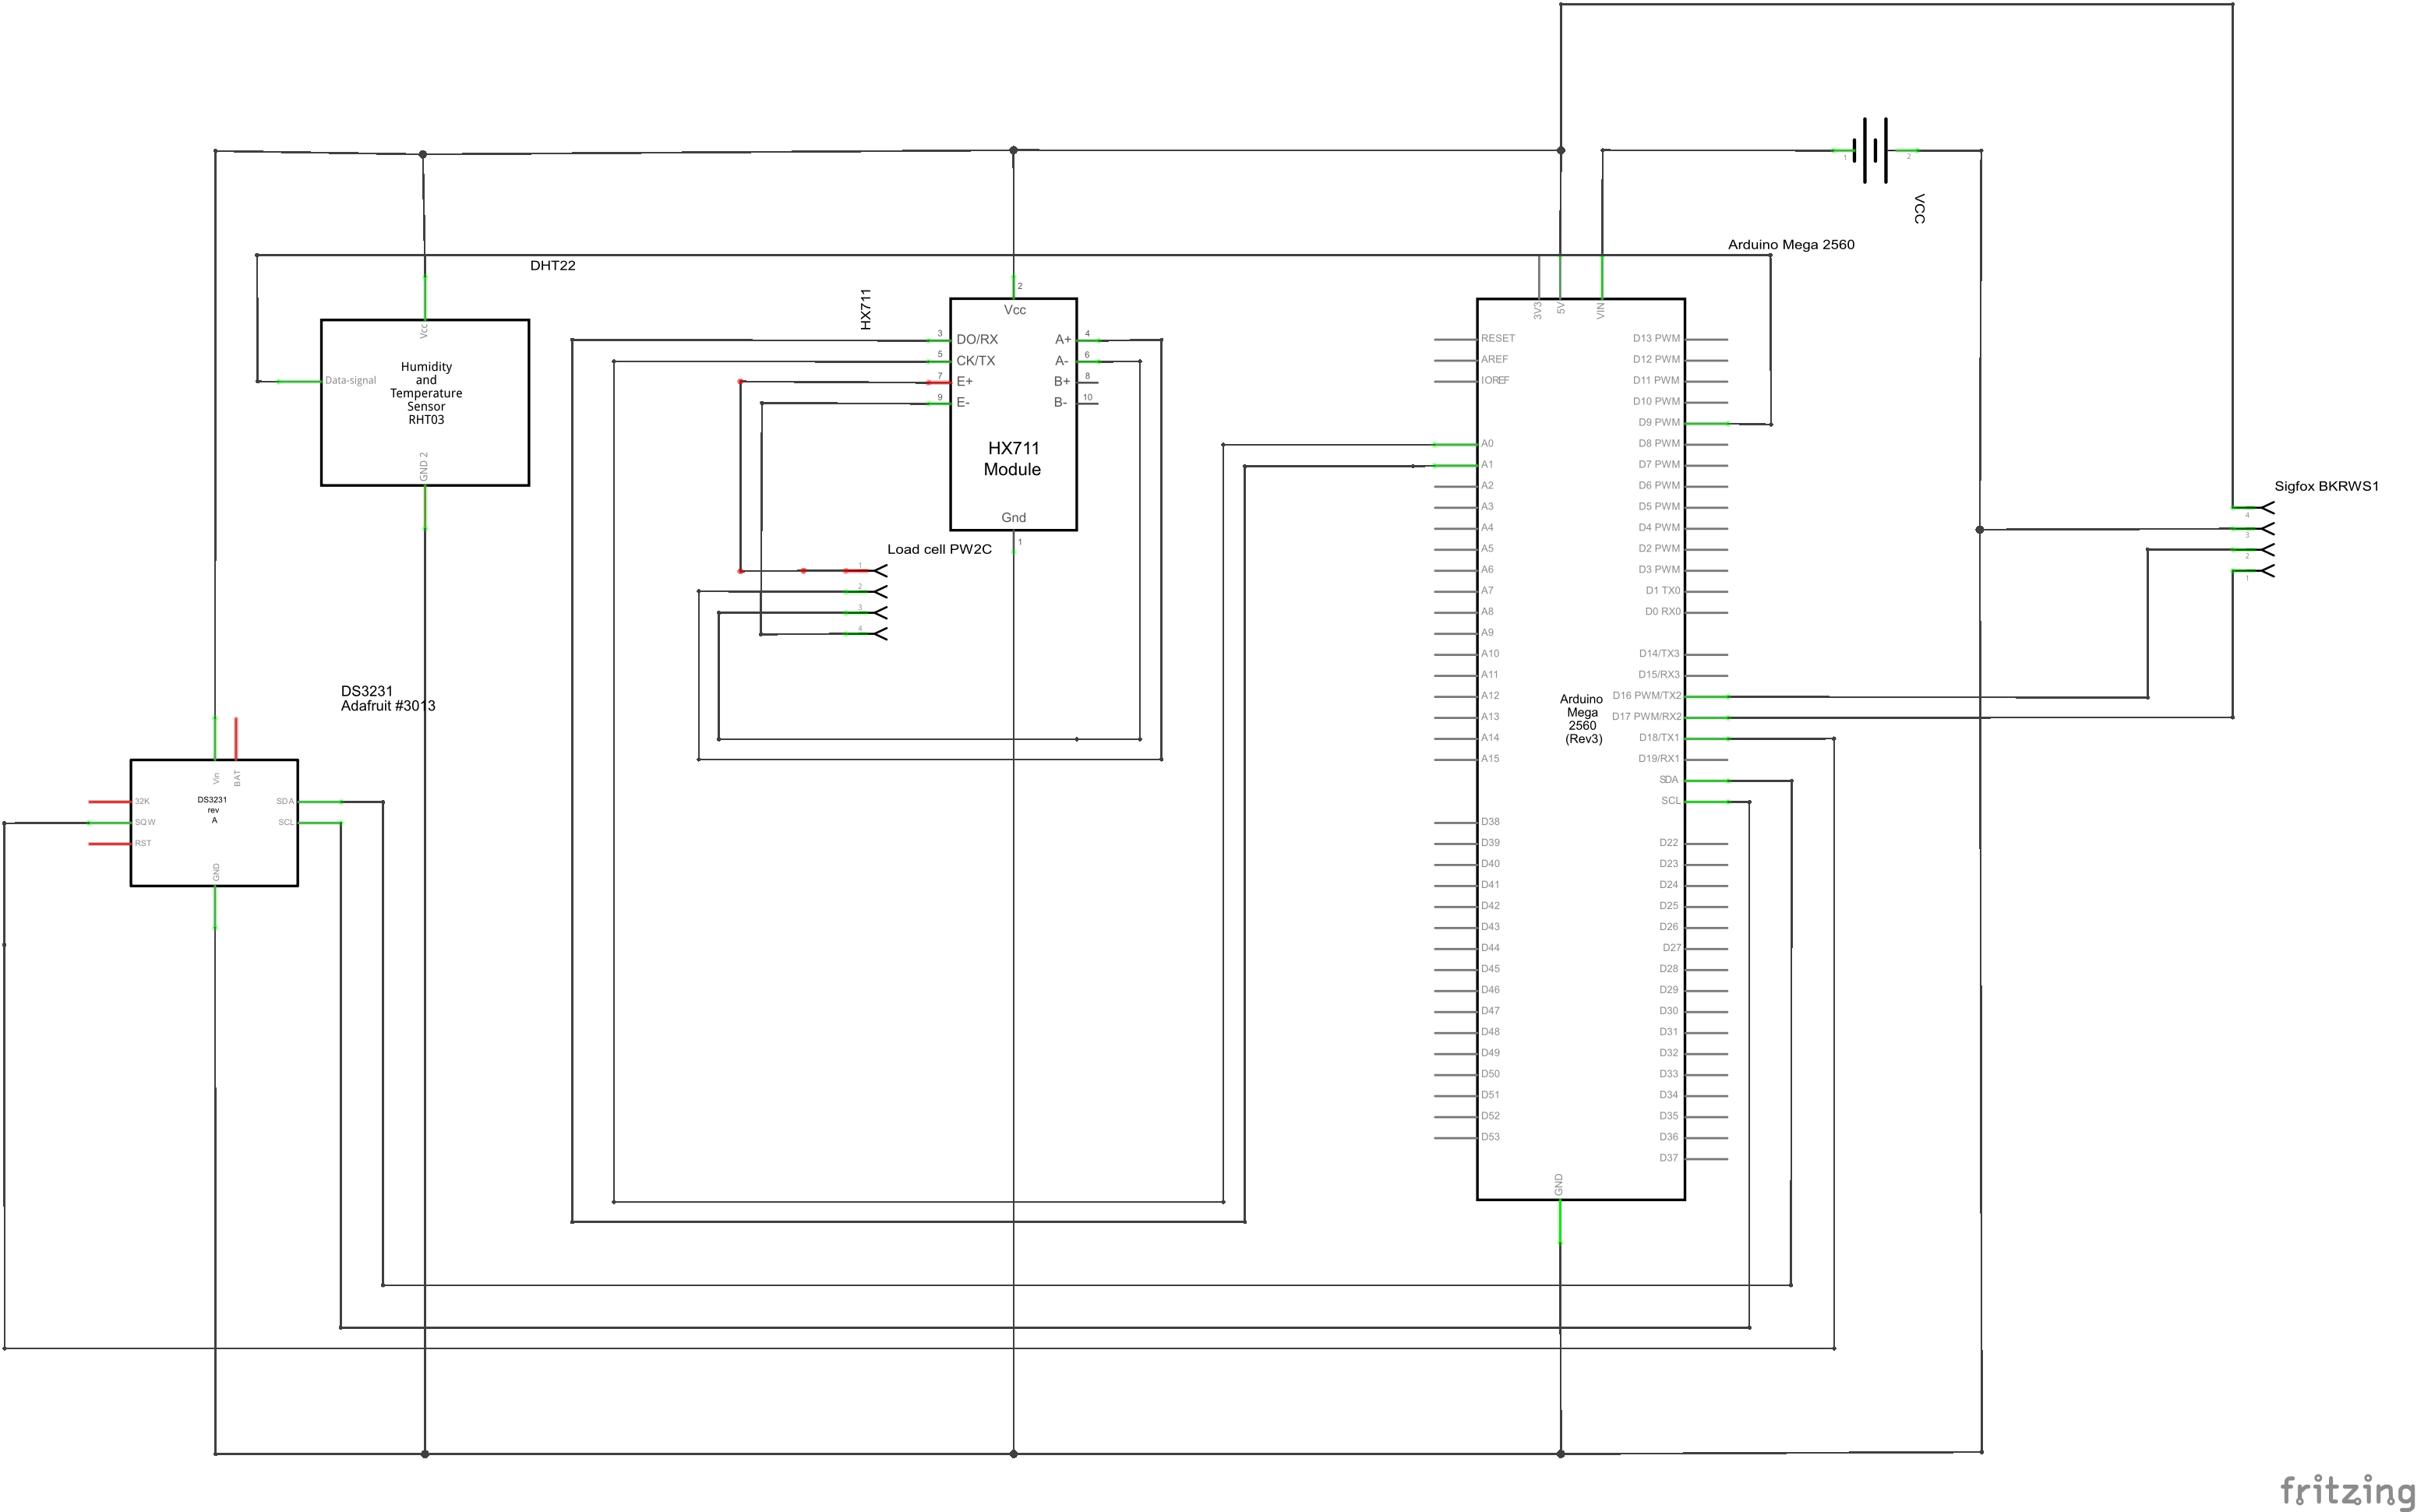 VCC
1
2
Arduino Mega 2560
DHT22
Vcc
Data-signal
Humidity
and
Temperature
Sensor
RHT03
GND 2
HX711
2
Vcc
3
DO/RX
5
CK/TX
7
E+
9
E-
A+
4
A-
6
B+
8
B-
10
HX711
Module
Gnd
1
Load cell PW2C
1
2
3
4
3V3
5V
VIN
RESET
AREF
IOREF
A0
A1
A2
A3
A4
A5
A6
A7
A8
A9
A10
A11
A12
A13
A14
A15
D38
D39
D40
D41
D42
D43
D44
D45
D46
D47
D48
D49
D50
D51
D52
D53
Arduino
Mega
2560
(Rev3)
D13 PWM
D12 PWM
D11 PWM
D10 PWM
D9 PWM
D8 PWM
D7 PWM
D6 PWM
D5 PWM
D4 PWM
D2 PWM
D3 PWM
D1 TX0
D0 RX0
D14/TX3
D15/RX3
D16 PWM/TX2
D17 PWM/RX2
D18/TX1
D19/RX1
SDA
SCL
D22
D23
D24
D25
D26
D27
D28
D29
D30
D31
D32
D33
D34
D35
D36
D37
GND
Sigfox BKRWS1
4
3
2
1
DS3231
Adafruit #3013
Vin
BAT
32K
SQW
RST
DS3231
rev
A
SDA
SCL
GND
fritzing